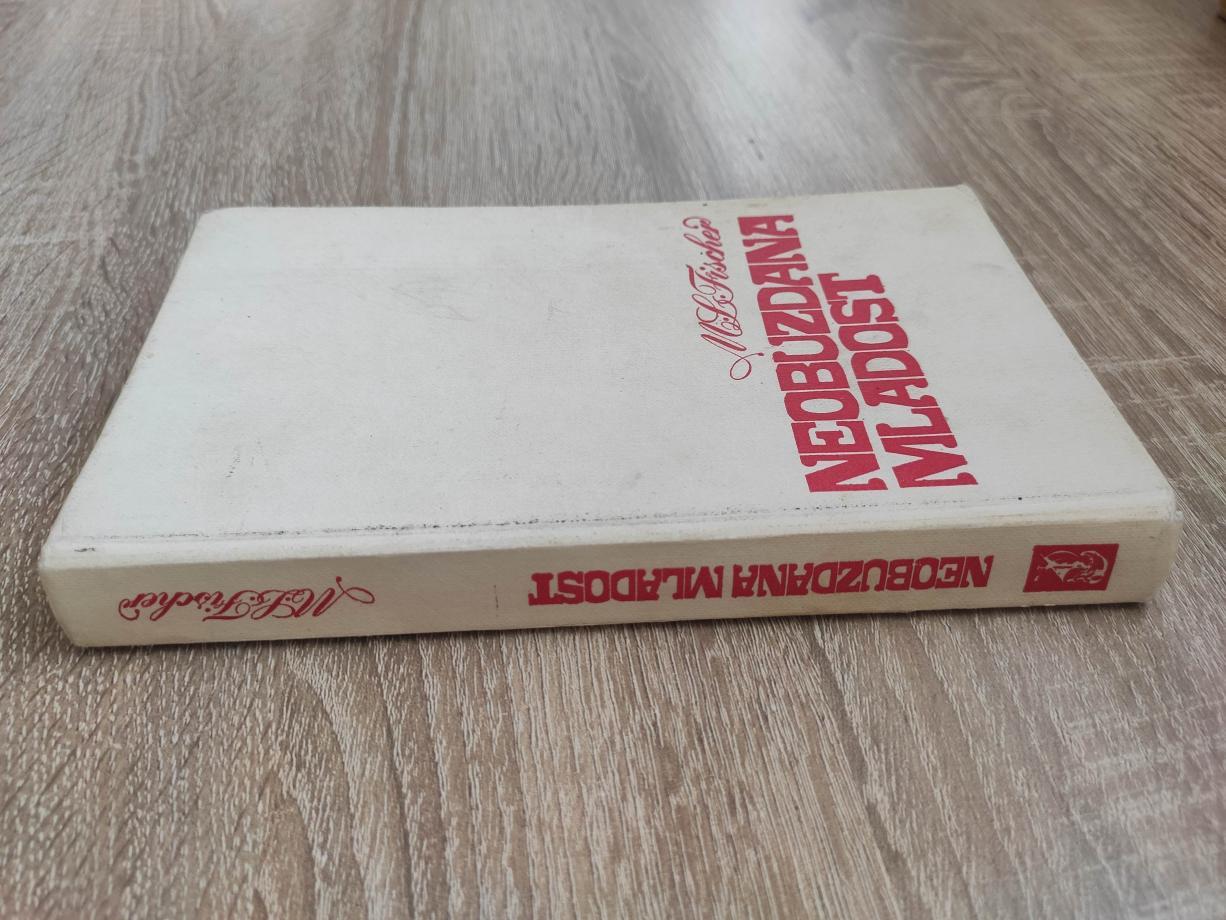 M.L. Fischer
NEOBUZDANA
MLADOST
M.L. Fischer
NEOBUZDANA MLADOST